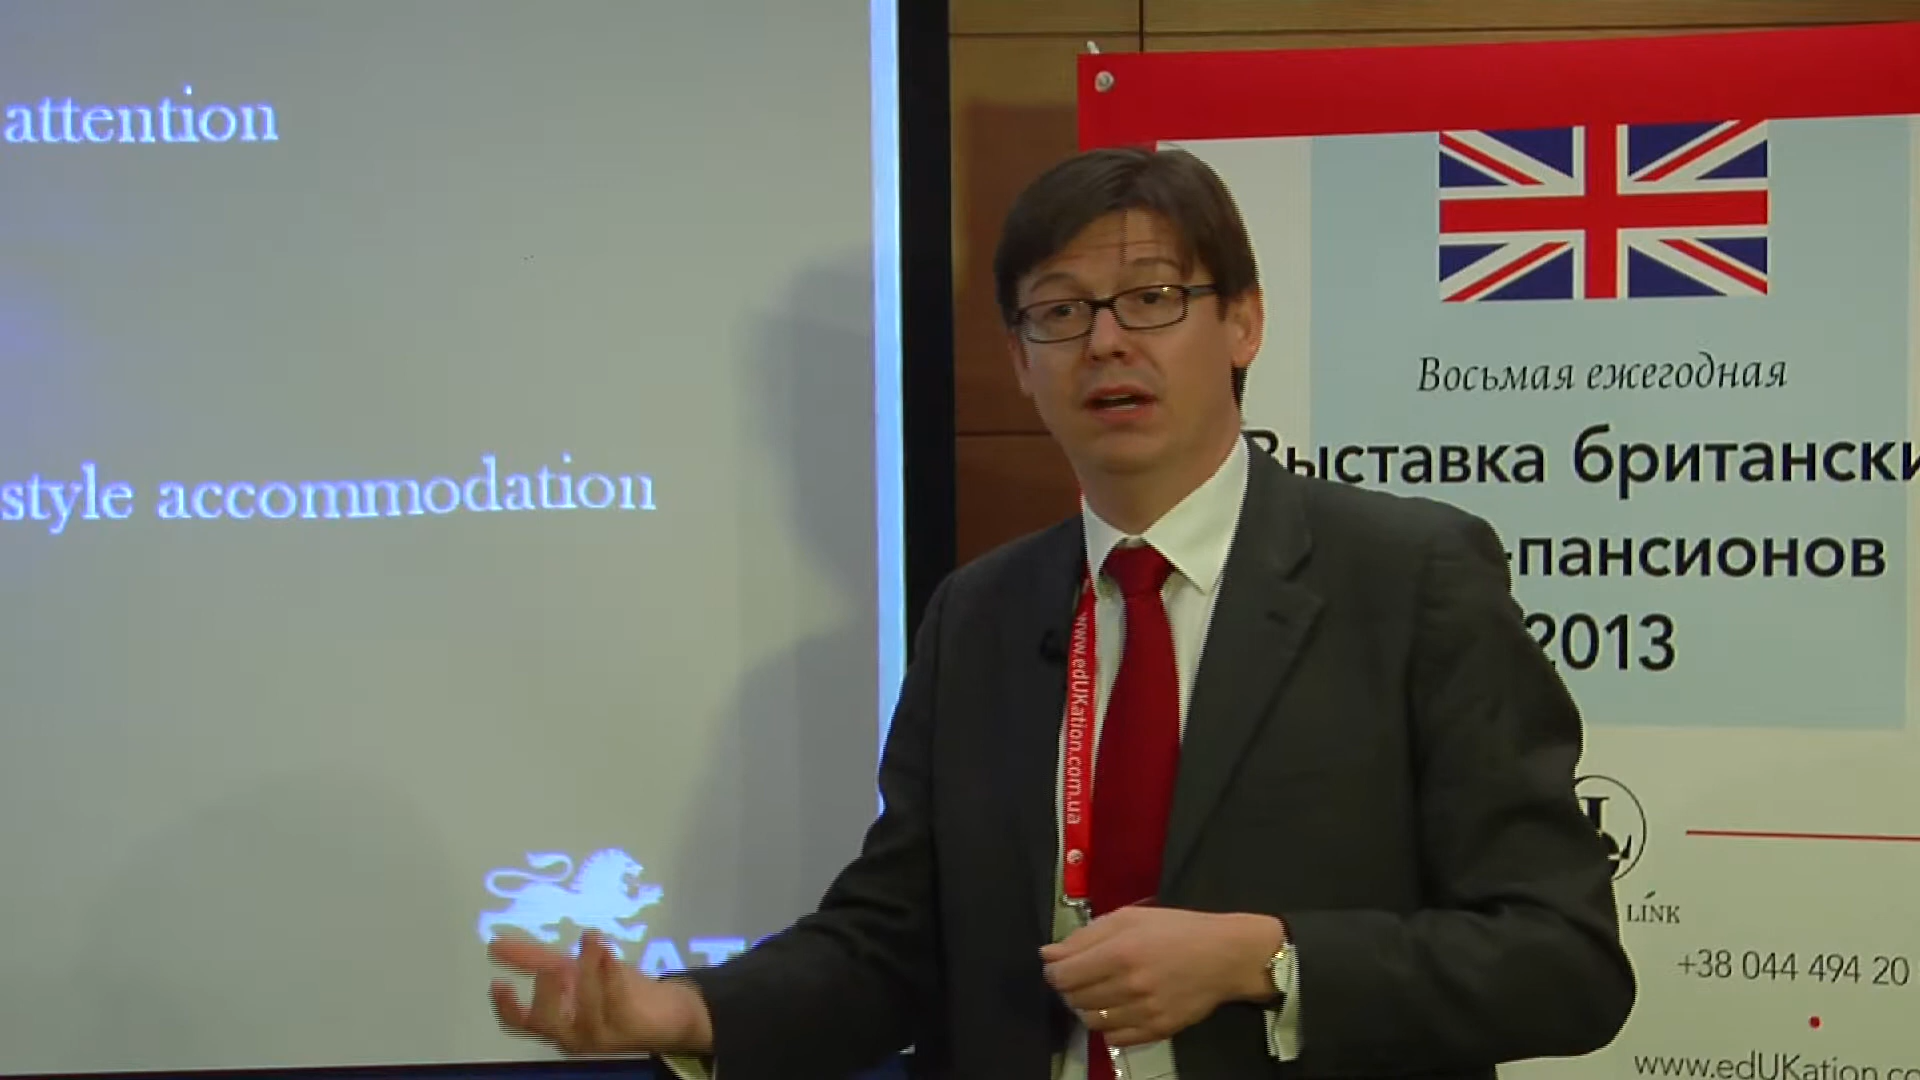 attention
style accommodation
Восьмая ежегодная
Выставка британски
-пансионов
2013
LINK
+38 044 494 20
www.edUKation.co
www.edUKation.com.ua